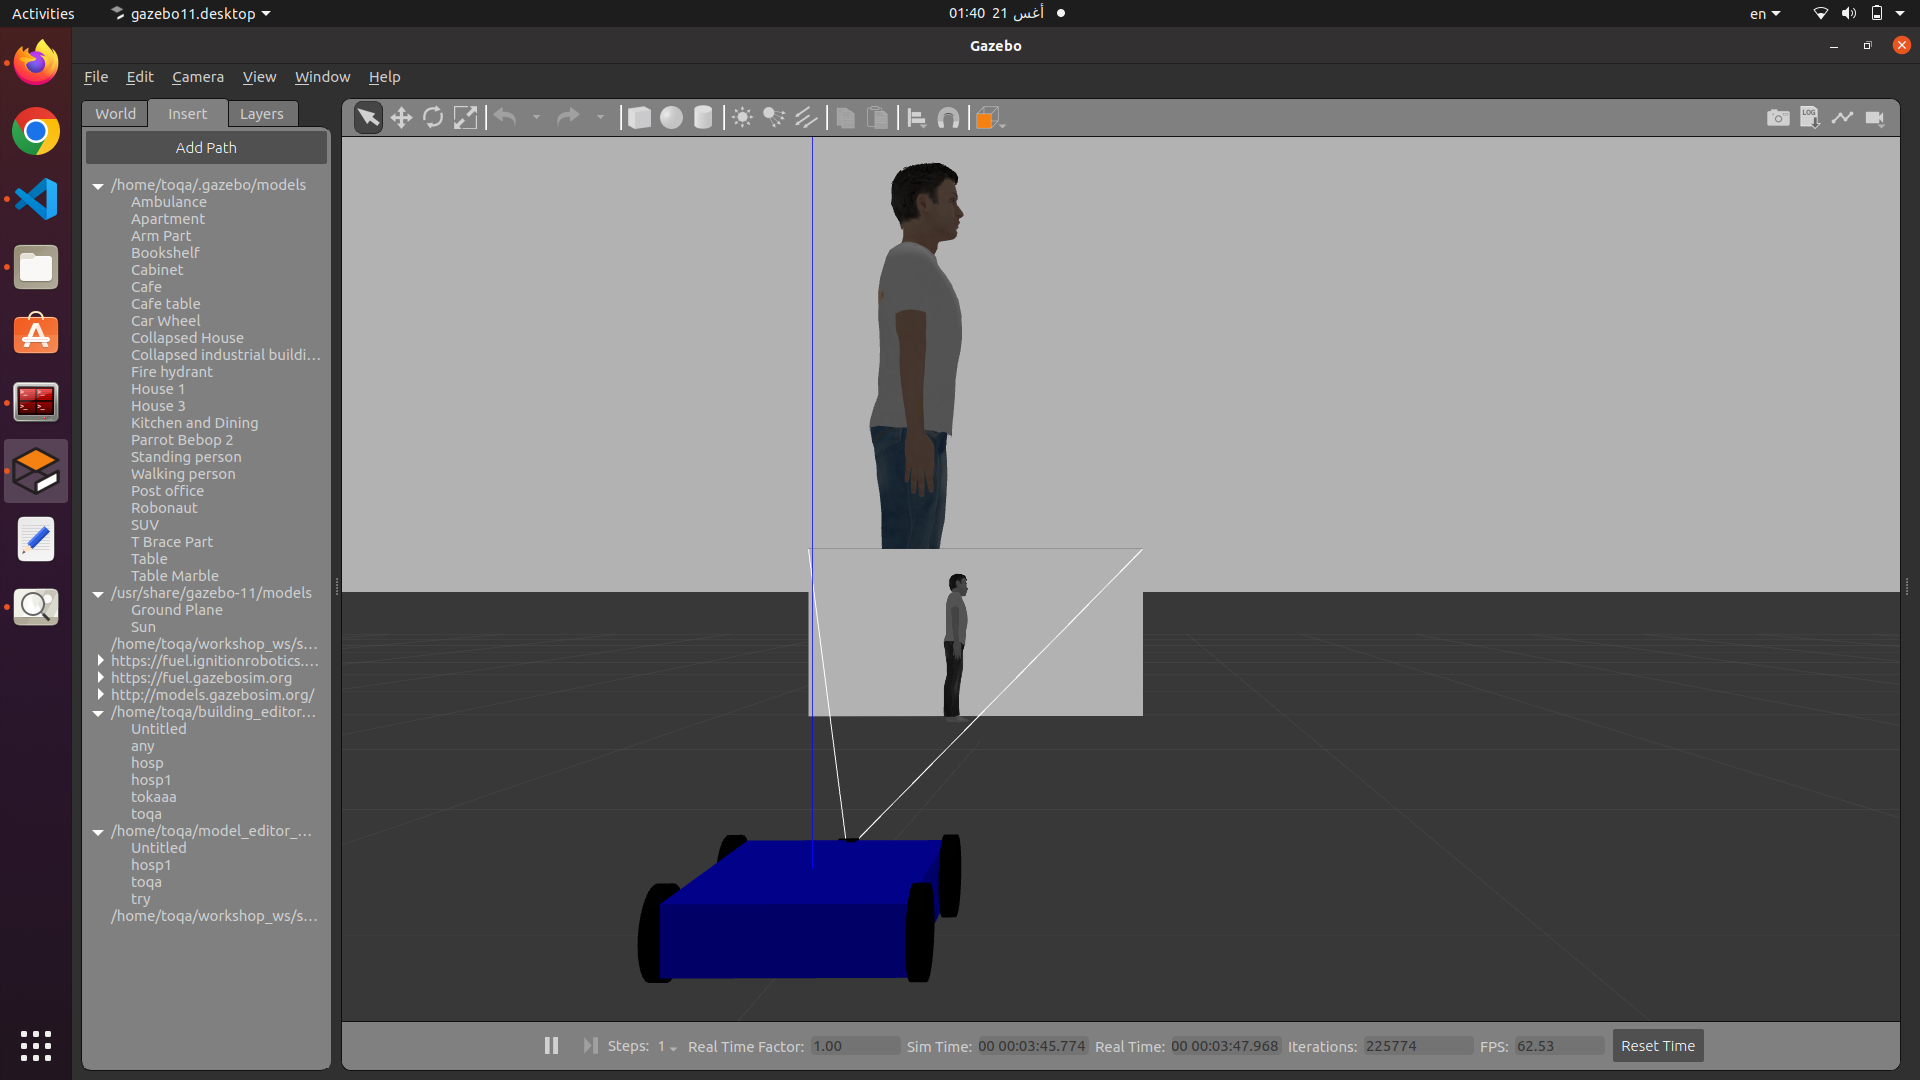 Activities
gazebo11.desktop
01:40 21 أغس
en
Gazebo
File Edit Camera View Window Help
World Insert Layers
Add Path
/home/toqa/.gazebo/models
Ambulance
Apartment
Arm Part
Bookshelf
Cabinet
Cafe
Cafe table
Car Wheel
Collapsed House
Collapsed industrial buildi...
Fire hydrant
House 1
House 3
Kitchen and Dining
Parrot Bebop 2
Standing person
Walking person
Post office
Robonaut
SUV
T Brace Part
Table
Table Marble
/usr/share/gazebo-11/models
Ground Plane
Sun
/home/toqa/workshop_ws/s...
https://fuel.ignitionrobotics....
https://fuel.gazebosim.org
http://models.gazebosim.org/
/home/toqa/building_editor...
Untitled
any
hosp
hosp1
tokaaa
toqa
/home/toqa/model_editor_...
Untitled
hosp1
toqa
try
/home/toqa/workshop_ws/s...
LOG
Steps: 1 Real Time Factor: 1.00 Sim Time: 00 00:03:45.774 Real Time: 00 00:03:47.968 Iterations: 225774 FPS: 62.53 Reset Time